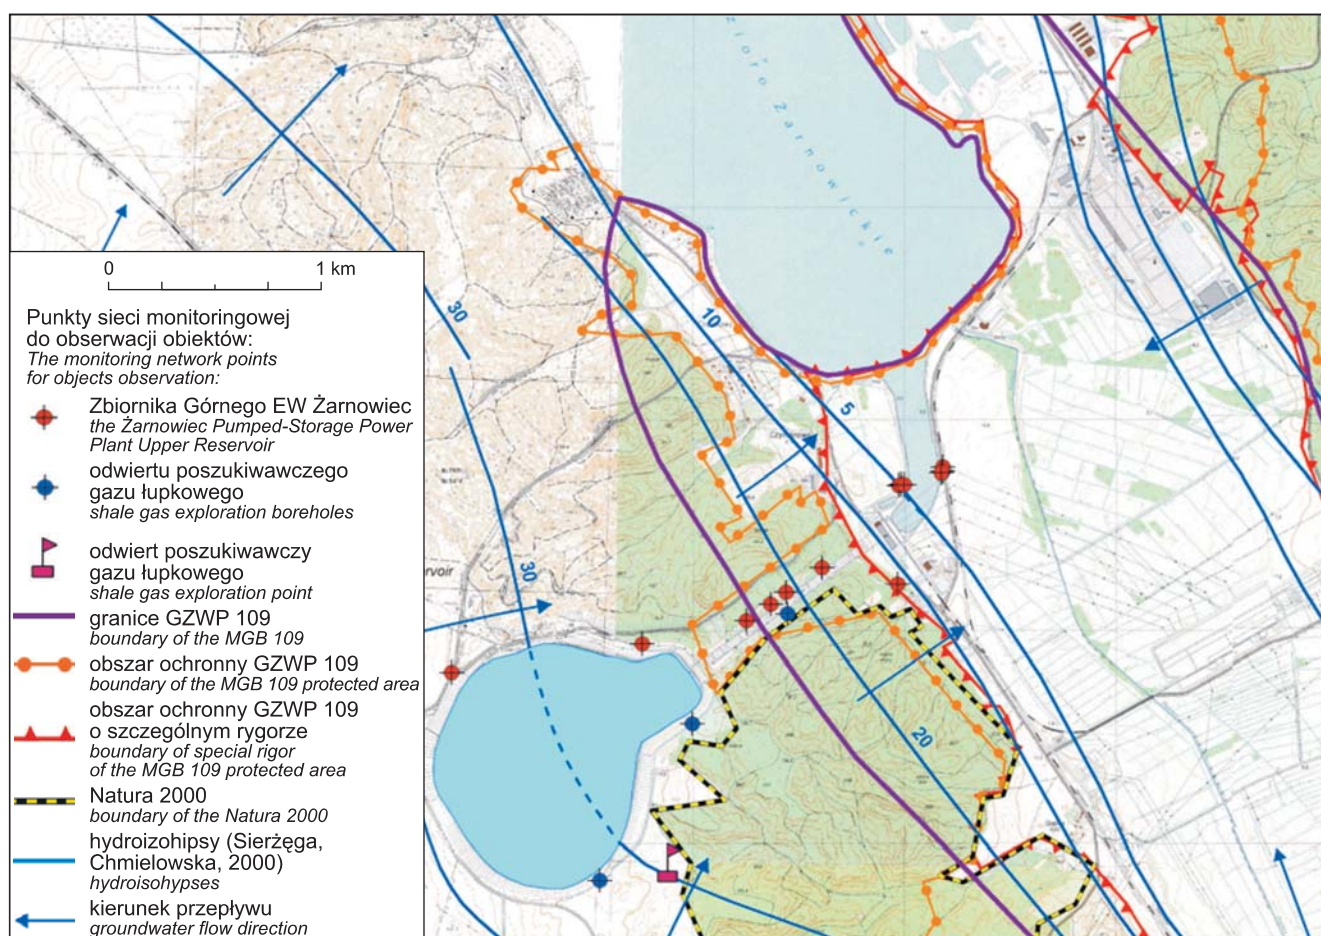 Jezioro Żarnowickie
0 1 km
Punkty sieci monitoringowej
do obserwacji obiektów:
The monitoring network points
for objects observation:
Zbiornika Górnego EW Żarnowiec
the Żarnowiec Pumped-Storage Power
Plant Upper Reservoir
odwiertu poszukiwawczego
gazu łupkowego
shale gas exploration boreholes
odwiert poszukiwawczy
gazu łupkowego
shale gas exploration point
granice GZWP 109
boundary of the MGB 109
obszar ochronny GZWP 109
boundary of the MGB 109 protected area
obszar ochronny GZWP 109
o szczególnym rygorze
boundary of special rigor
of the MGB 109 protected area
Natura 2000
boundary of the Natura 2000
hydroizohipsy (Sierżęga,
Chmielowska, 2000)
hydroisohypses
kierunek przepływu
groundwater flow direction
30
10
5
30
20
rvoir